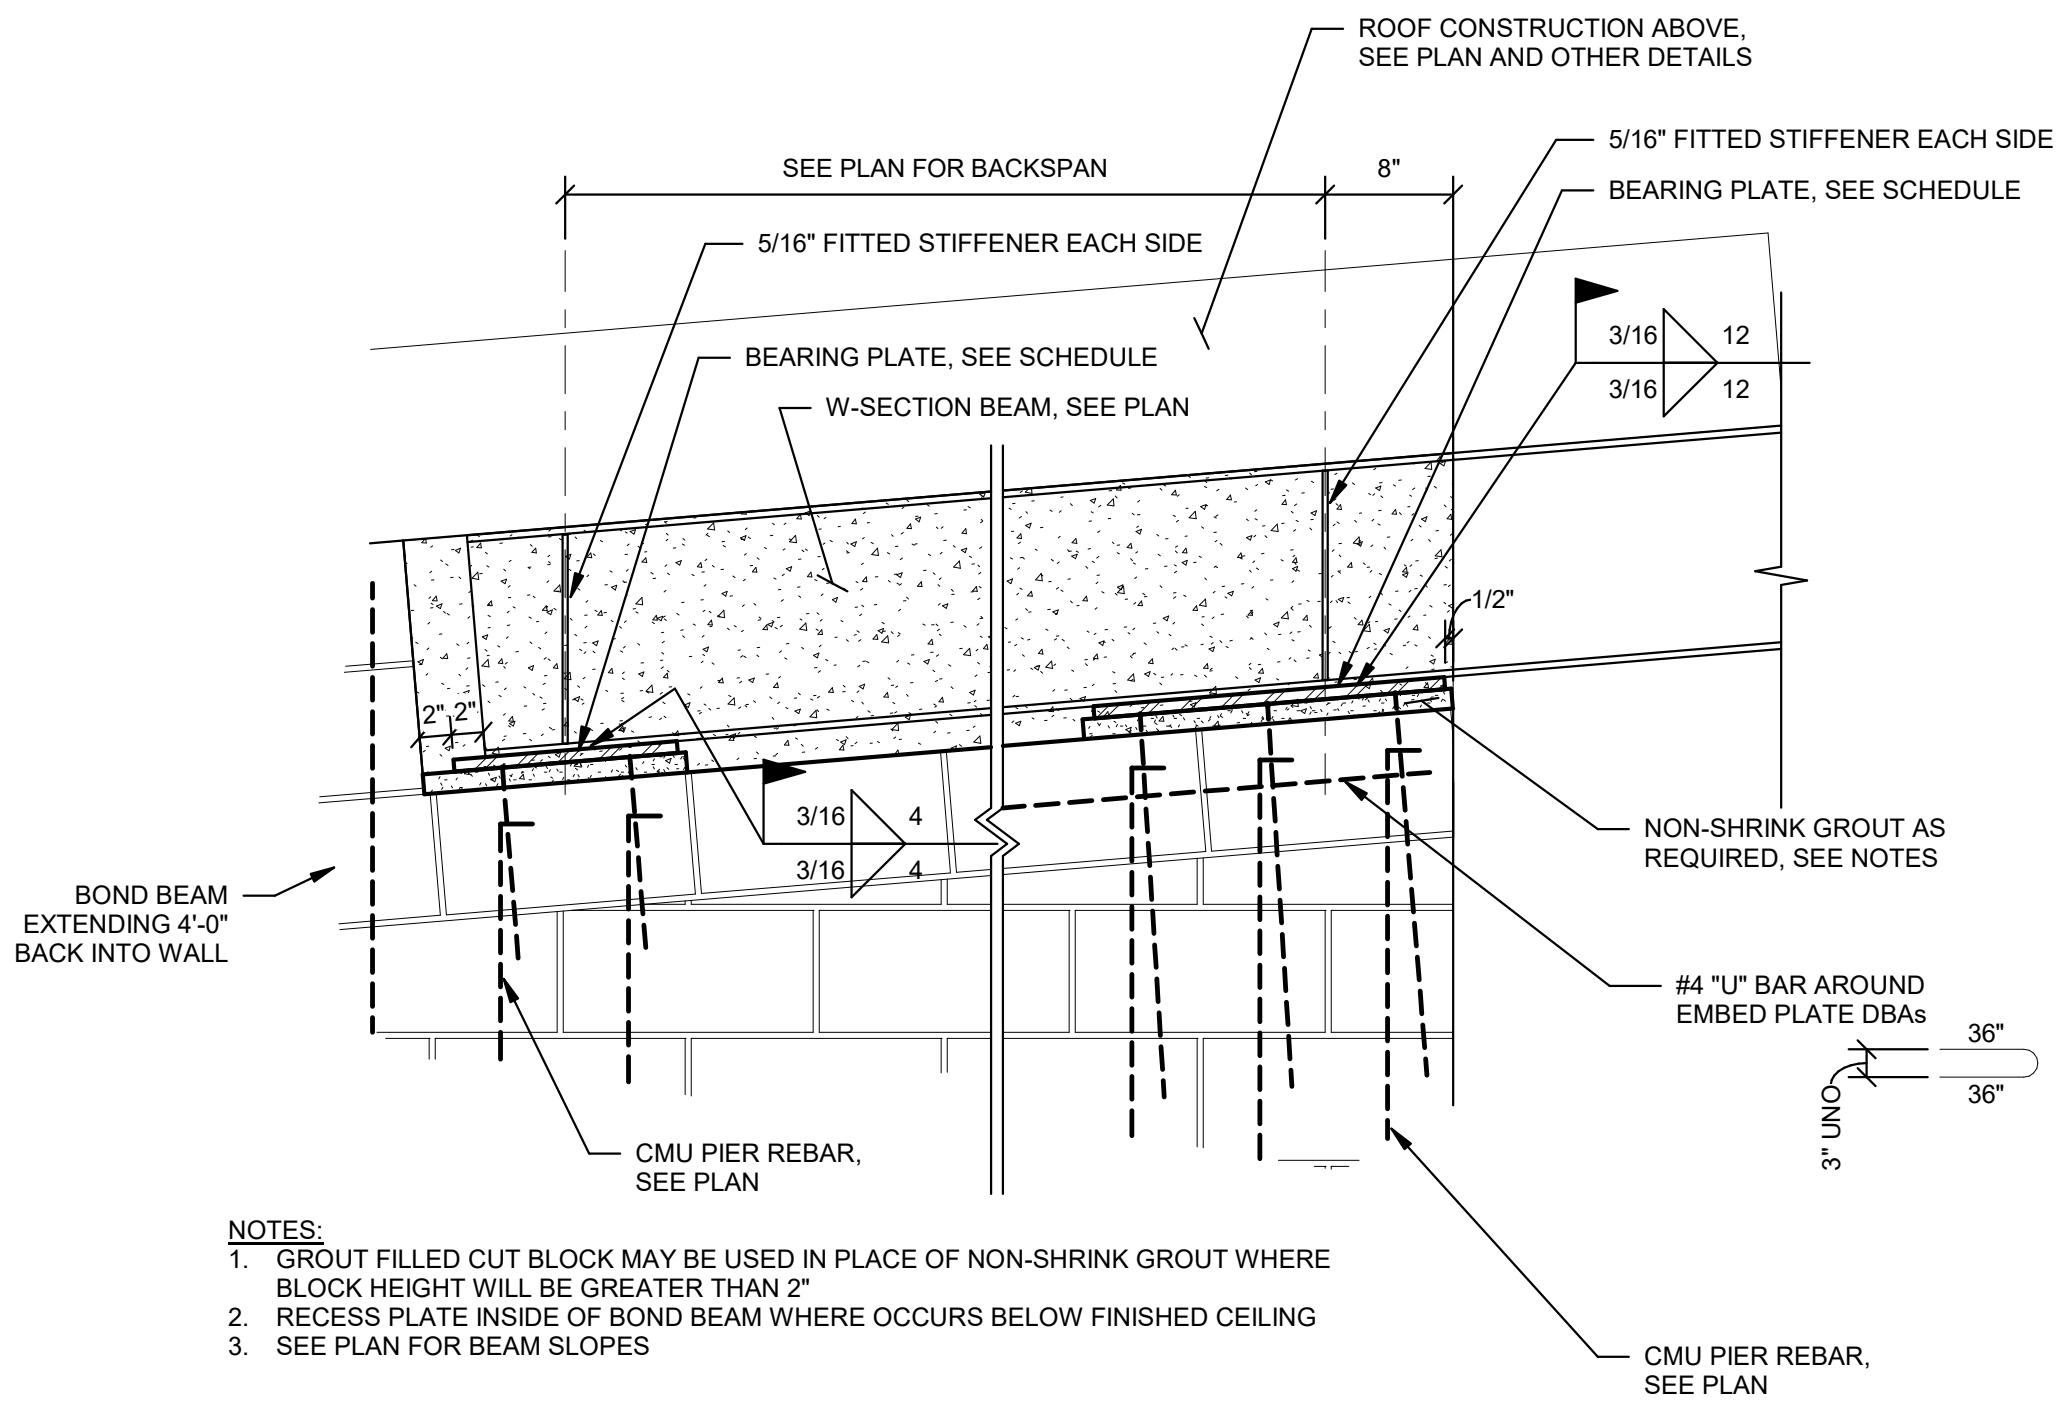 ROOF CONSTRUCTION ABOVE,
SEE PLAN AND OTHER DETAILS
5/16" FITTED STIFFENER EACH SIDE
SEE PLAN FOR BACKSPAN
8"
BEARING PLATE, SEE SCHEDULE
5/16" FITTED STIFFENER EACH SIDE
3/16
12
3/16
12
BEARING PLATE, SEE SCHEDULE
W-SECTION BEAM, SEE PLAN
1/2"
2"
2"
3/16
4
3/16
4
NON-SHRINK GROUT AS
REQUIRED, SEE NOTES
BOND BEAM
EXTENDING 4'-0"
BACK INTO WALL
#4 "U" BAR AROUND
EMBED PLATE DBAs
36"
36"
3" UNO
CMU PIER REBAR,
SEE PLAN
NOTES:
1. GROUT FILLED CUT BLOCK MAY BE USED IN PLACE OF NON-SHRINK GROUT WHERE
BLOCK HEIGHT WILL BE GREATER THAN 2"
2. RECESS PLATE INSIDE OF BOND BEAM WHERE OCCURS BELOW FINISHED CEILING
3. SEE PLAN FOR BEAM SLOPES
CMU PIER REBAR,
SEE PLAN